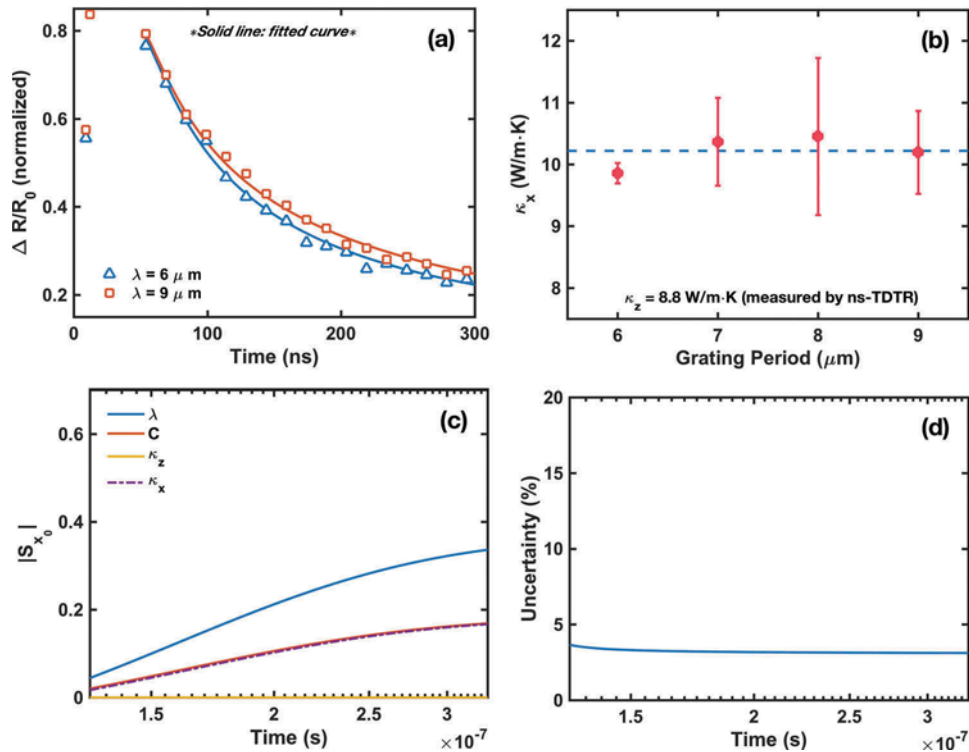 ∗Solid line: fitted curve∗
(a)
Δ R/R0 (normalized)
0.8
0.6
0.4
0.2
λ = 6 μ m
λ = 9 μ m
0
100
200
300
Time (ns)
(b)
κx (W/m·K)
12
11
10
9
8
κz = 8.8 W/m·K (measured by ns-TDTR)
6
7
8
9
Grating Period (μm)
(c)
|Sx0|
0.6
0.4
0.2
0
λ
C
κz
κx
1.5
2
2.5
3
Time (s)
×10-7
(d)
Uncertainty (%)
20
15
10
5
0
1.5
2
2.5
3
Time (s)
×10-7